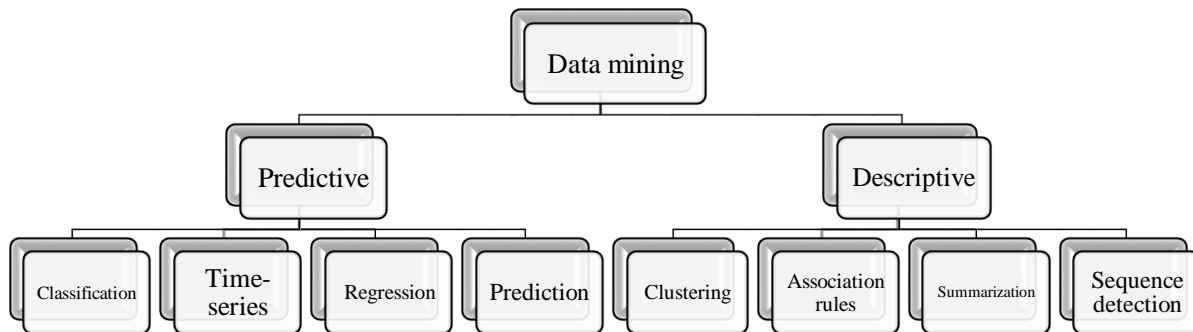 Data mining
Predictive
Descriptive
Classification
Time-
series
Regression
Prediction
Clustering
Association
rules
Summarization
Sequence
detection